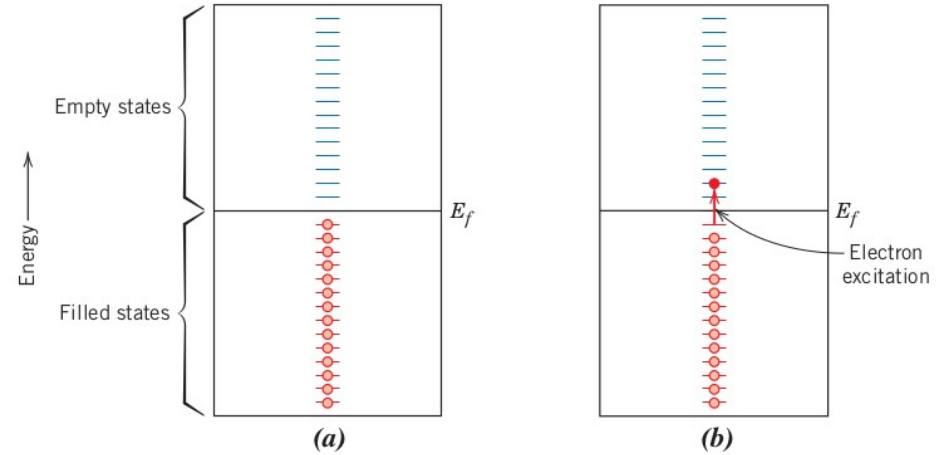 Energy
Empty states
Filled states
E_f
(a)
E_f
Electron
excitation
(b)